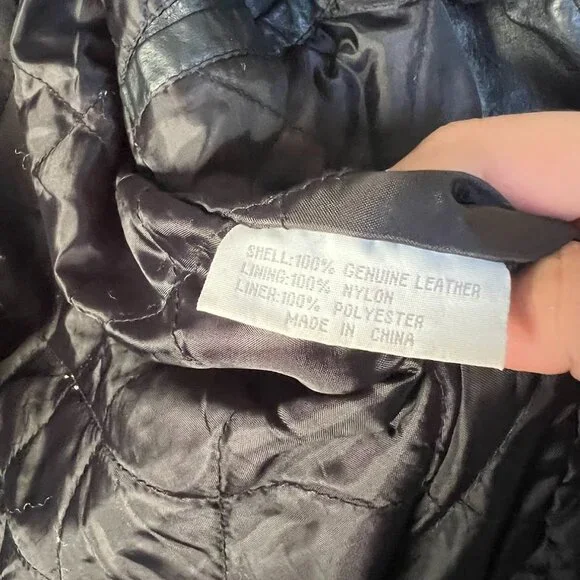 SHELL:100% GENUINE LEATHER
LINING:100% NYLON
LINER:100% POLYESTER
MADE IN CHINA